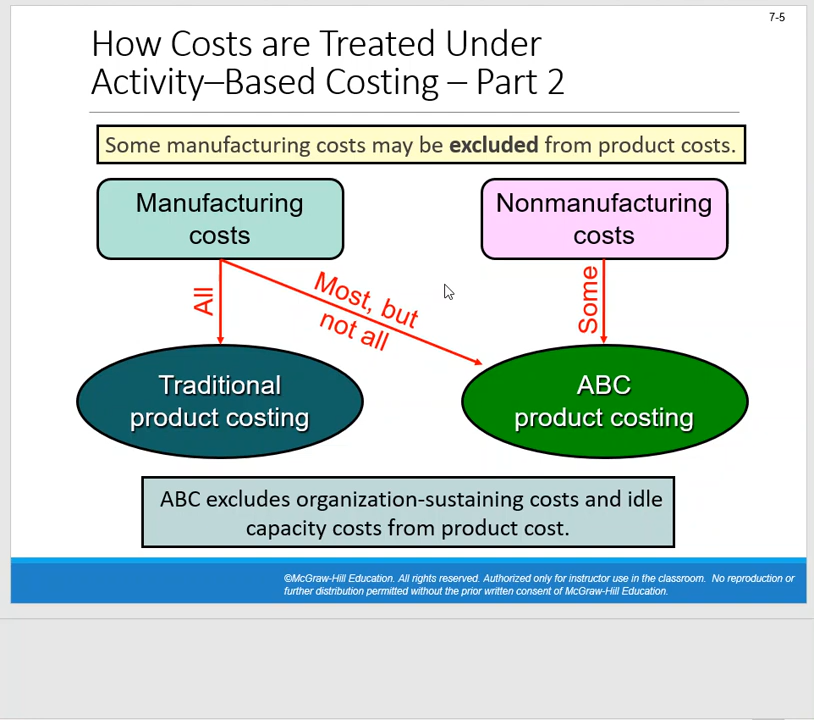 7-5
How Costs are Treated Under
Activity–Based Costing – Part 2
Some manufacturing costs may be excluded from product costs.
Manufacturing
costs
Nonmanufacturing
costs
All
Most, but
not all
Some
Traditional
product costing
ABC
product costing
ABC excludes organization-sustaining costs and idle
capacity costs from product cost.
©McGraw-Hill Education. All rights reserved. Authorized only for instructor use in the classroom. No reproduction or
further distribution permitted without the prior written consent of McGraw-Hill Education.